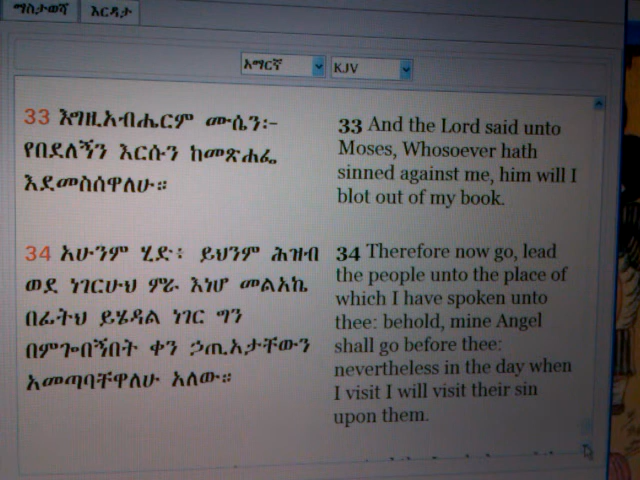 ማስታወሻ
እርዳታ
አማርኛ
KJV
33 እግዚአብሔርም ሙሴን፡-
የበደለኝን እርሱን ከመጽሐፌ
እደመስሰዋለሁ።
33 And the Lord said unto
Moses, Whosoever hath
sinned against me, him will I
blot out of my book.
34 አሁንም ሂድ፥ ይህንም ሕዝብ
ወደ ነገርሁህ ምራ እነሆ መልአኬ
በፊትህ ይሄዳል ነገር ግን
በምጐበኝበት ቀን ኃጢአታቸውን
አመጣባቸዋለሁ አለው።
34 Therefore now go, lead
the people unto the place of
which I have spoken unto
thee: behold, mine Angel
shall go before thee:
nevertheless in the day when
I visit I will visit their sin
upon them.